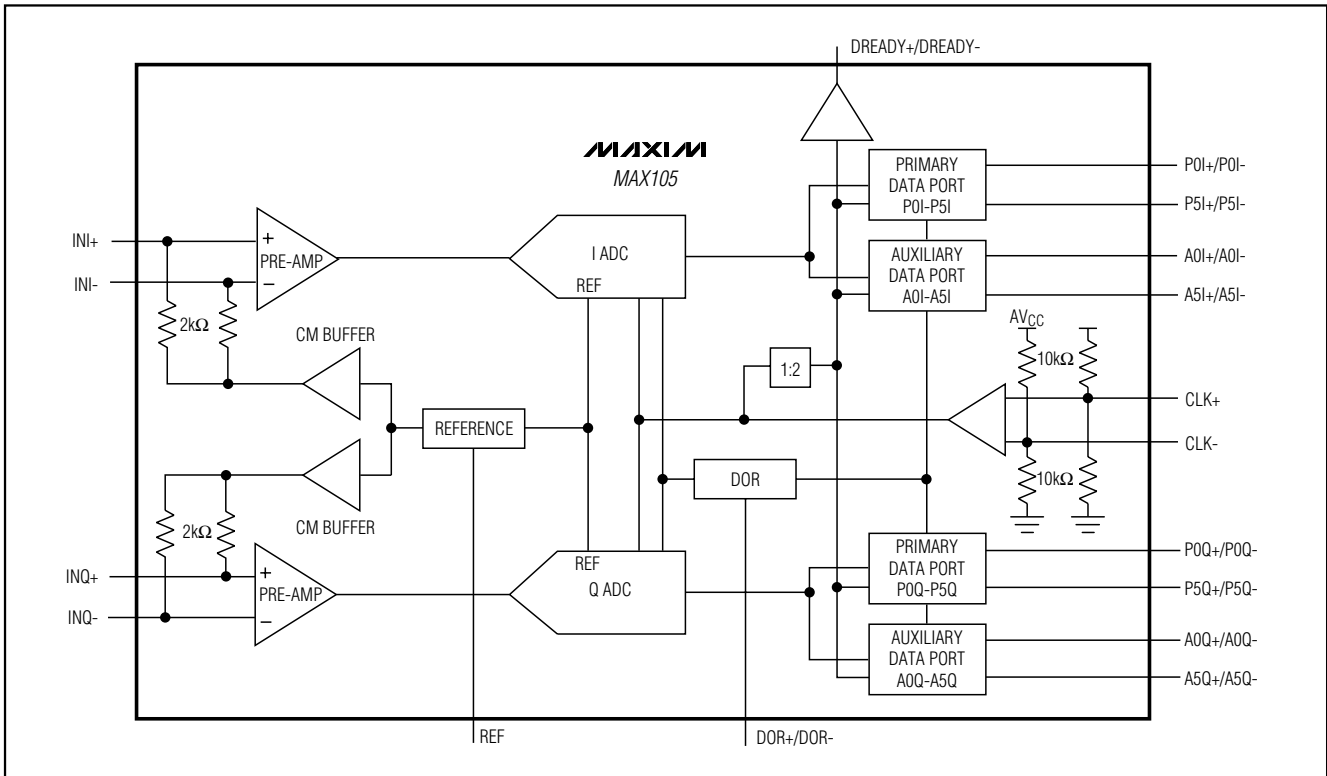 DREADY+/DREADY-
MAXIM
MAX105
PRIMARY
DATA PORT
P0I-P5I
P0I+/P0I-
P5I+/P5I-
INI+
INI-
+
PRE-AMP
−
I ADC
REF
AUXILIARY
DATA PORT
A0I-A5I
A0I+/A0I-
A5I+/A5I-
2kΩ
CM BUFFER
1:2
AVCC
10kΩ
CLK+
CLK-
REFERENCE
10kΩ
DOR
2kΩ
CM BUFFER
INQ+
INQ-
+
PRE-AMP
−
REF
Q ADC
PRIMARY
DATA PORT
P0Q-P5Q
P0Q+/P0Q-
P5Q+/P5Q-
AUXILIARY
DATA PORT
A0Q-A5Q
A0Q+/A0Q-
A5Q+/A5Q-
REF
DOR+/DOR-